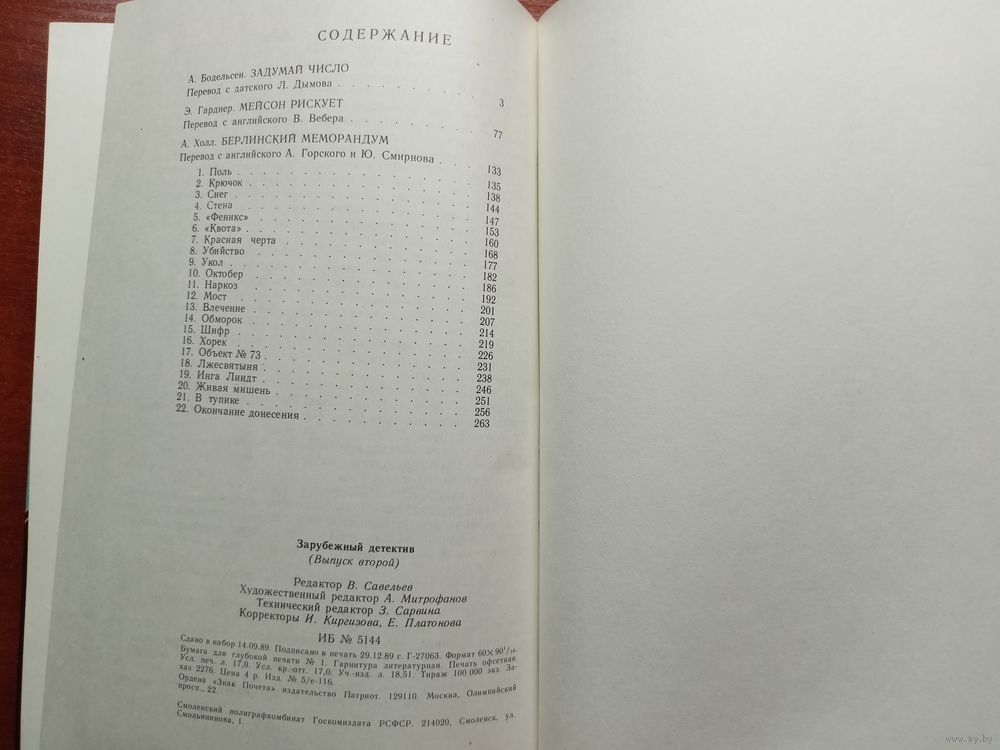 СОДЕРЖАНИЕ
А. Бодельсен. ЗАДУМАЙ ЧИСЛО
Перевод с датского Л. Дымова . . . . . . . . . 3
Э. Гарднер. МЕЙСОН РИСКУЕТ
Перевод с английского В. Вебера . . . . . . . . 77
А. Холл. БЕРЛИНСКИЙ МЕМОРАНДУМ
Перевод с английского А. Горского и Ю. Смирнова . . . 133
1. Поль . . . . . . . . . . . . 135
2. Крючок . . . . . . . . . . . . 138
3. Снег . . . . . . . . . . . . 144
4. Стена . . . . . . . . . . . . 147
5. «Феникс» . . . . . . . . . . . . 153
6. «Квота» . . . . . . . . . . . . 160
7. Красная черта . . . . . . . . . . 168
8. Убийство . . . . . . . . . . . . 177
9. Укол . . . . . . . . . . . . 182
10. Октобер . . . . . . . . . . . . 186
11. Наркоз . . . . . . . . . . . . 192
12. Мост . . . . . . . . . . . . 201
13. Влечение . . . . . . . . . . . . 207
14. Обморок . . . . . . . . . . . . 214
15. Шифр . . . . . . . . . . . . 219
16. Хорек . . . . . . . . . . . . 226
17. Объект № 73 . . . . . . . . . . 231
18. Лжесвятыня . . . . . . . . . . . 238
19. Инга Линдт . . . . . . . . . . . 246
20. Живая мишень . . . . . . . . . . 251
21. В тупике . . . . . . . . . . . . 256
22. Окончание донесения . . . . . . . . . 263
Зарубежный детектив
(Выпуск второй)
Редактор В. Савельев
Художественный редактор А. Митрофанов
Технический редактор З. Сарвина
Корректоры И. Киргизова, Е. Платонова
ИБ № 5144
Сдано в набор 14.09.89. Подписано в печать 29.12.89 г. Г-27063. Формат 60×90¹/₁₆.
Бумага для глубокой печати № 1. Гарнитура литературная. Печать офсетная.
Усл. печ. л. 17,0. Усл. кр.-отт. 17,0. Уч.-изд. л. 18,51. Тираж 100 000 экз. За-
каз 2276. Цена 4 р. Изд. № 5/е-116.
Ордена «Знак Почета» издательство Патриот. 129110. Москва, Олимпийский
просп., 22.
Смоленский полиграфкомбинат Госкомиздата РСФСР. 214020, Смоленск, ул.
Смольянинова, 1.
www.ay.by